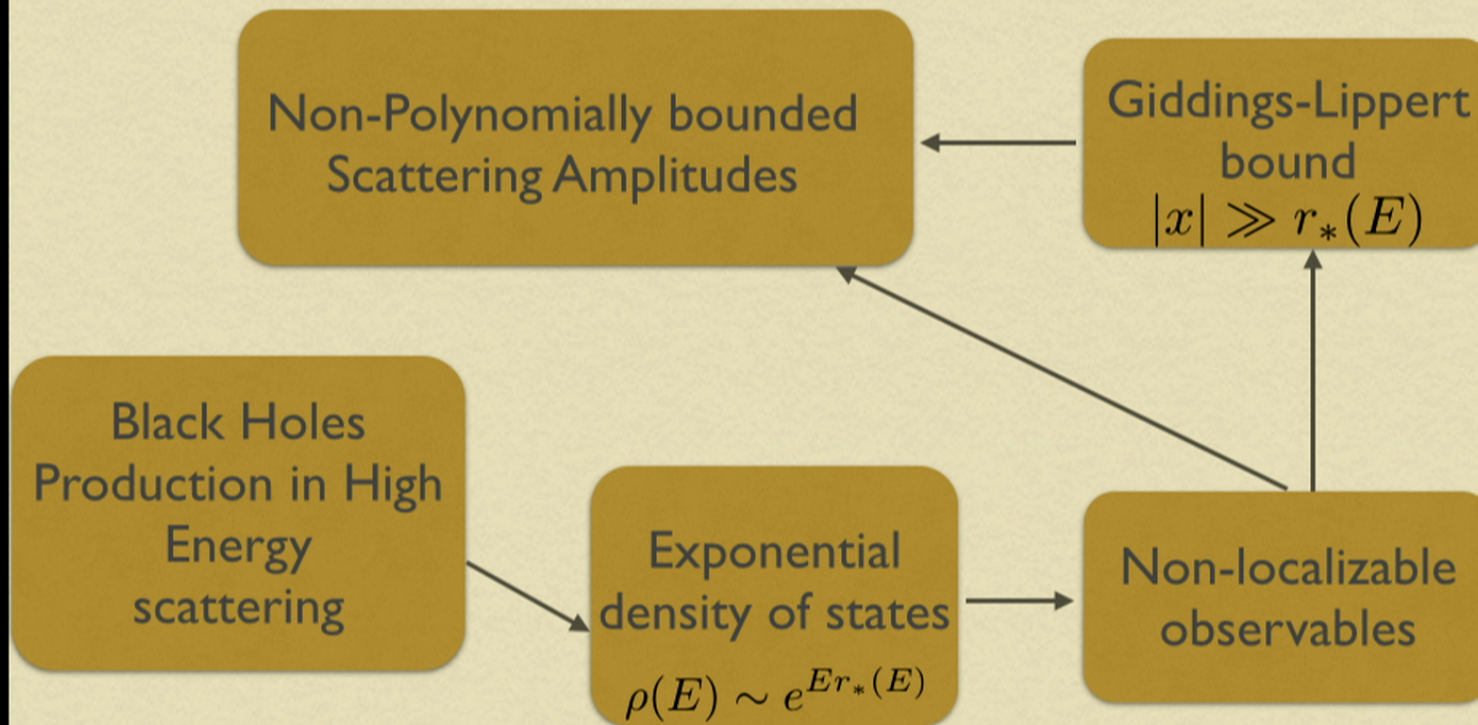 Non-Polynomially bounded
Scattering Amplitudes
Giddings-Lippert
bound
|x| ≫ r_*(E)
Black Holes
Production in High
Energy
scattering
Exponential
density of states
ρ(E) ∼ e^{Er_*(E)}
Non-localizable
observables